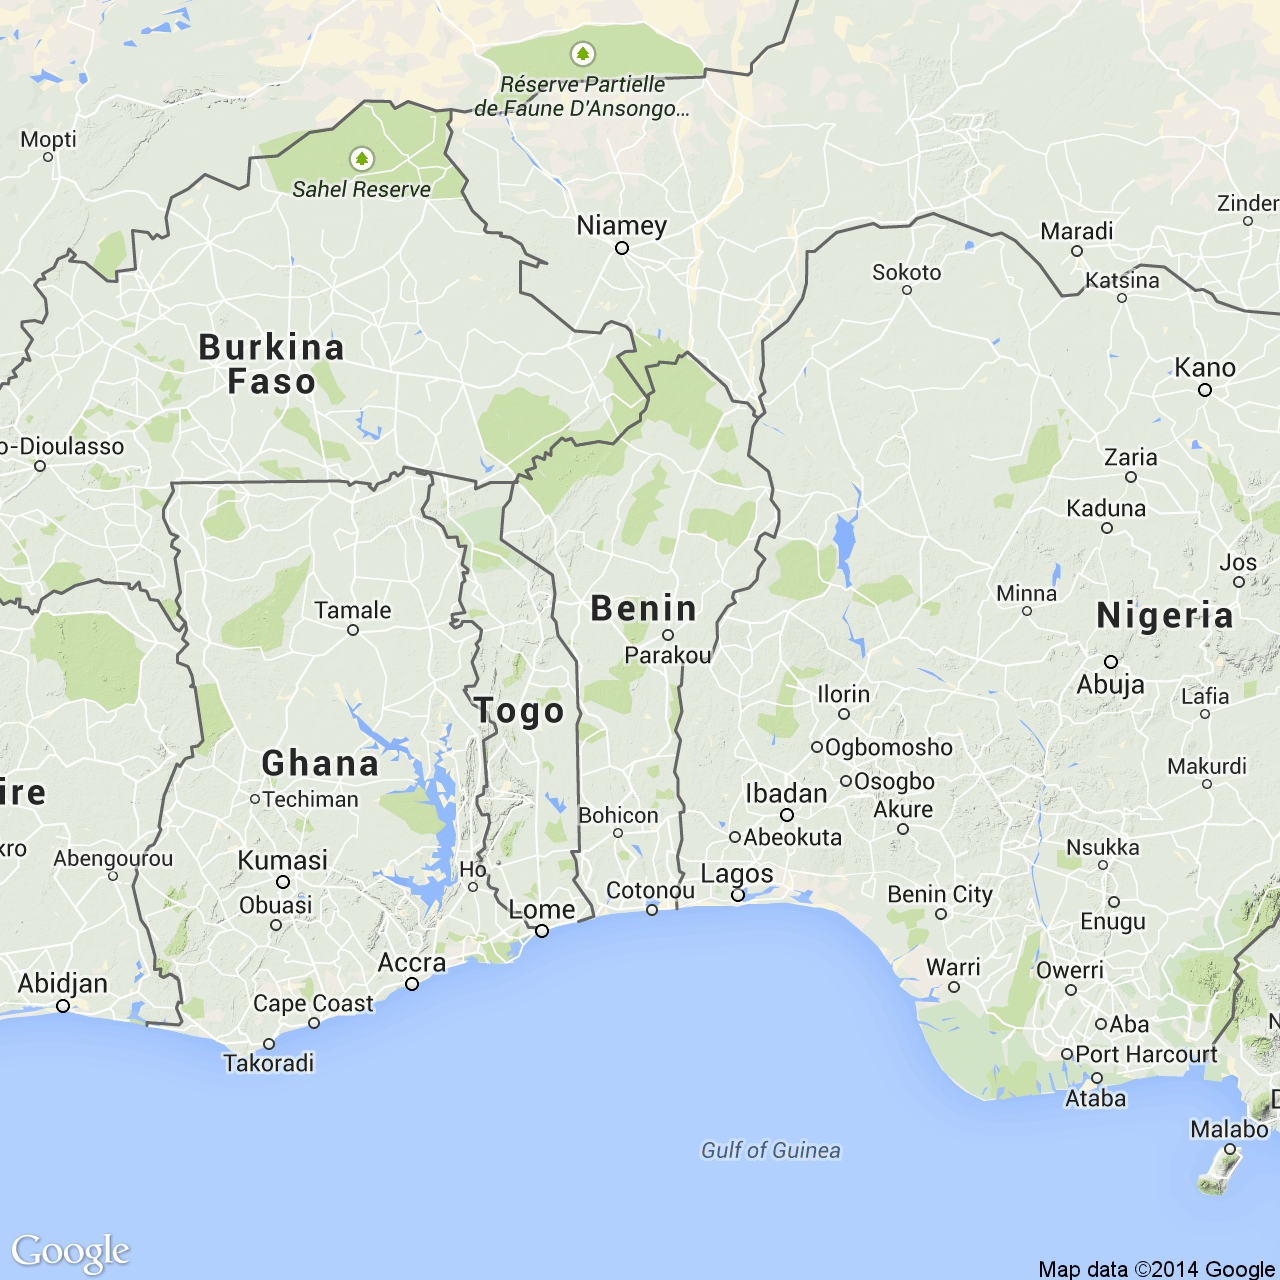 Réserve Partielle
de Faune D'Ansongo...
Mopti
Sahel Reserve
Zinder
Niamey
Maradi
Sokoto
Katsina
Burkina
Faso
Kano
o-Dioulasso
Zaria
Kaduna
Jos
Minna
Benin
Tamale
Nigeria
Parakou
Abuja
Ilorin
Lafia
Togo
Ogbomosho
Ghana
Makurdi
Osogbo
ire
Techiman
Ibadan
Akure
Bohicon
Abeokuta
kro
Abengourou
Kumasi
Nsukka
Ho
Lagos
Cotonou
Benin City
Obuasi
Lome
Enugu
Accra
Warri
Owerri
Abidjan
Cape Coast
N
Aba
Takoradi
Port Harcourt
Ataba
D
Malabo
Gulf of Guinea
Google
Map data ©2014 Google